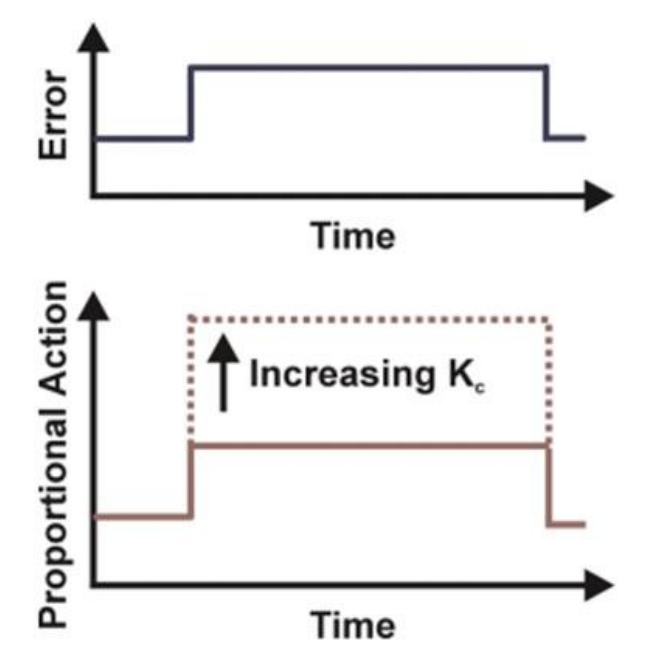 Error
Time
Proportional Action
Increasing Kc
Time